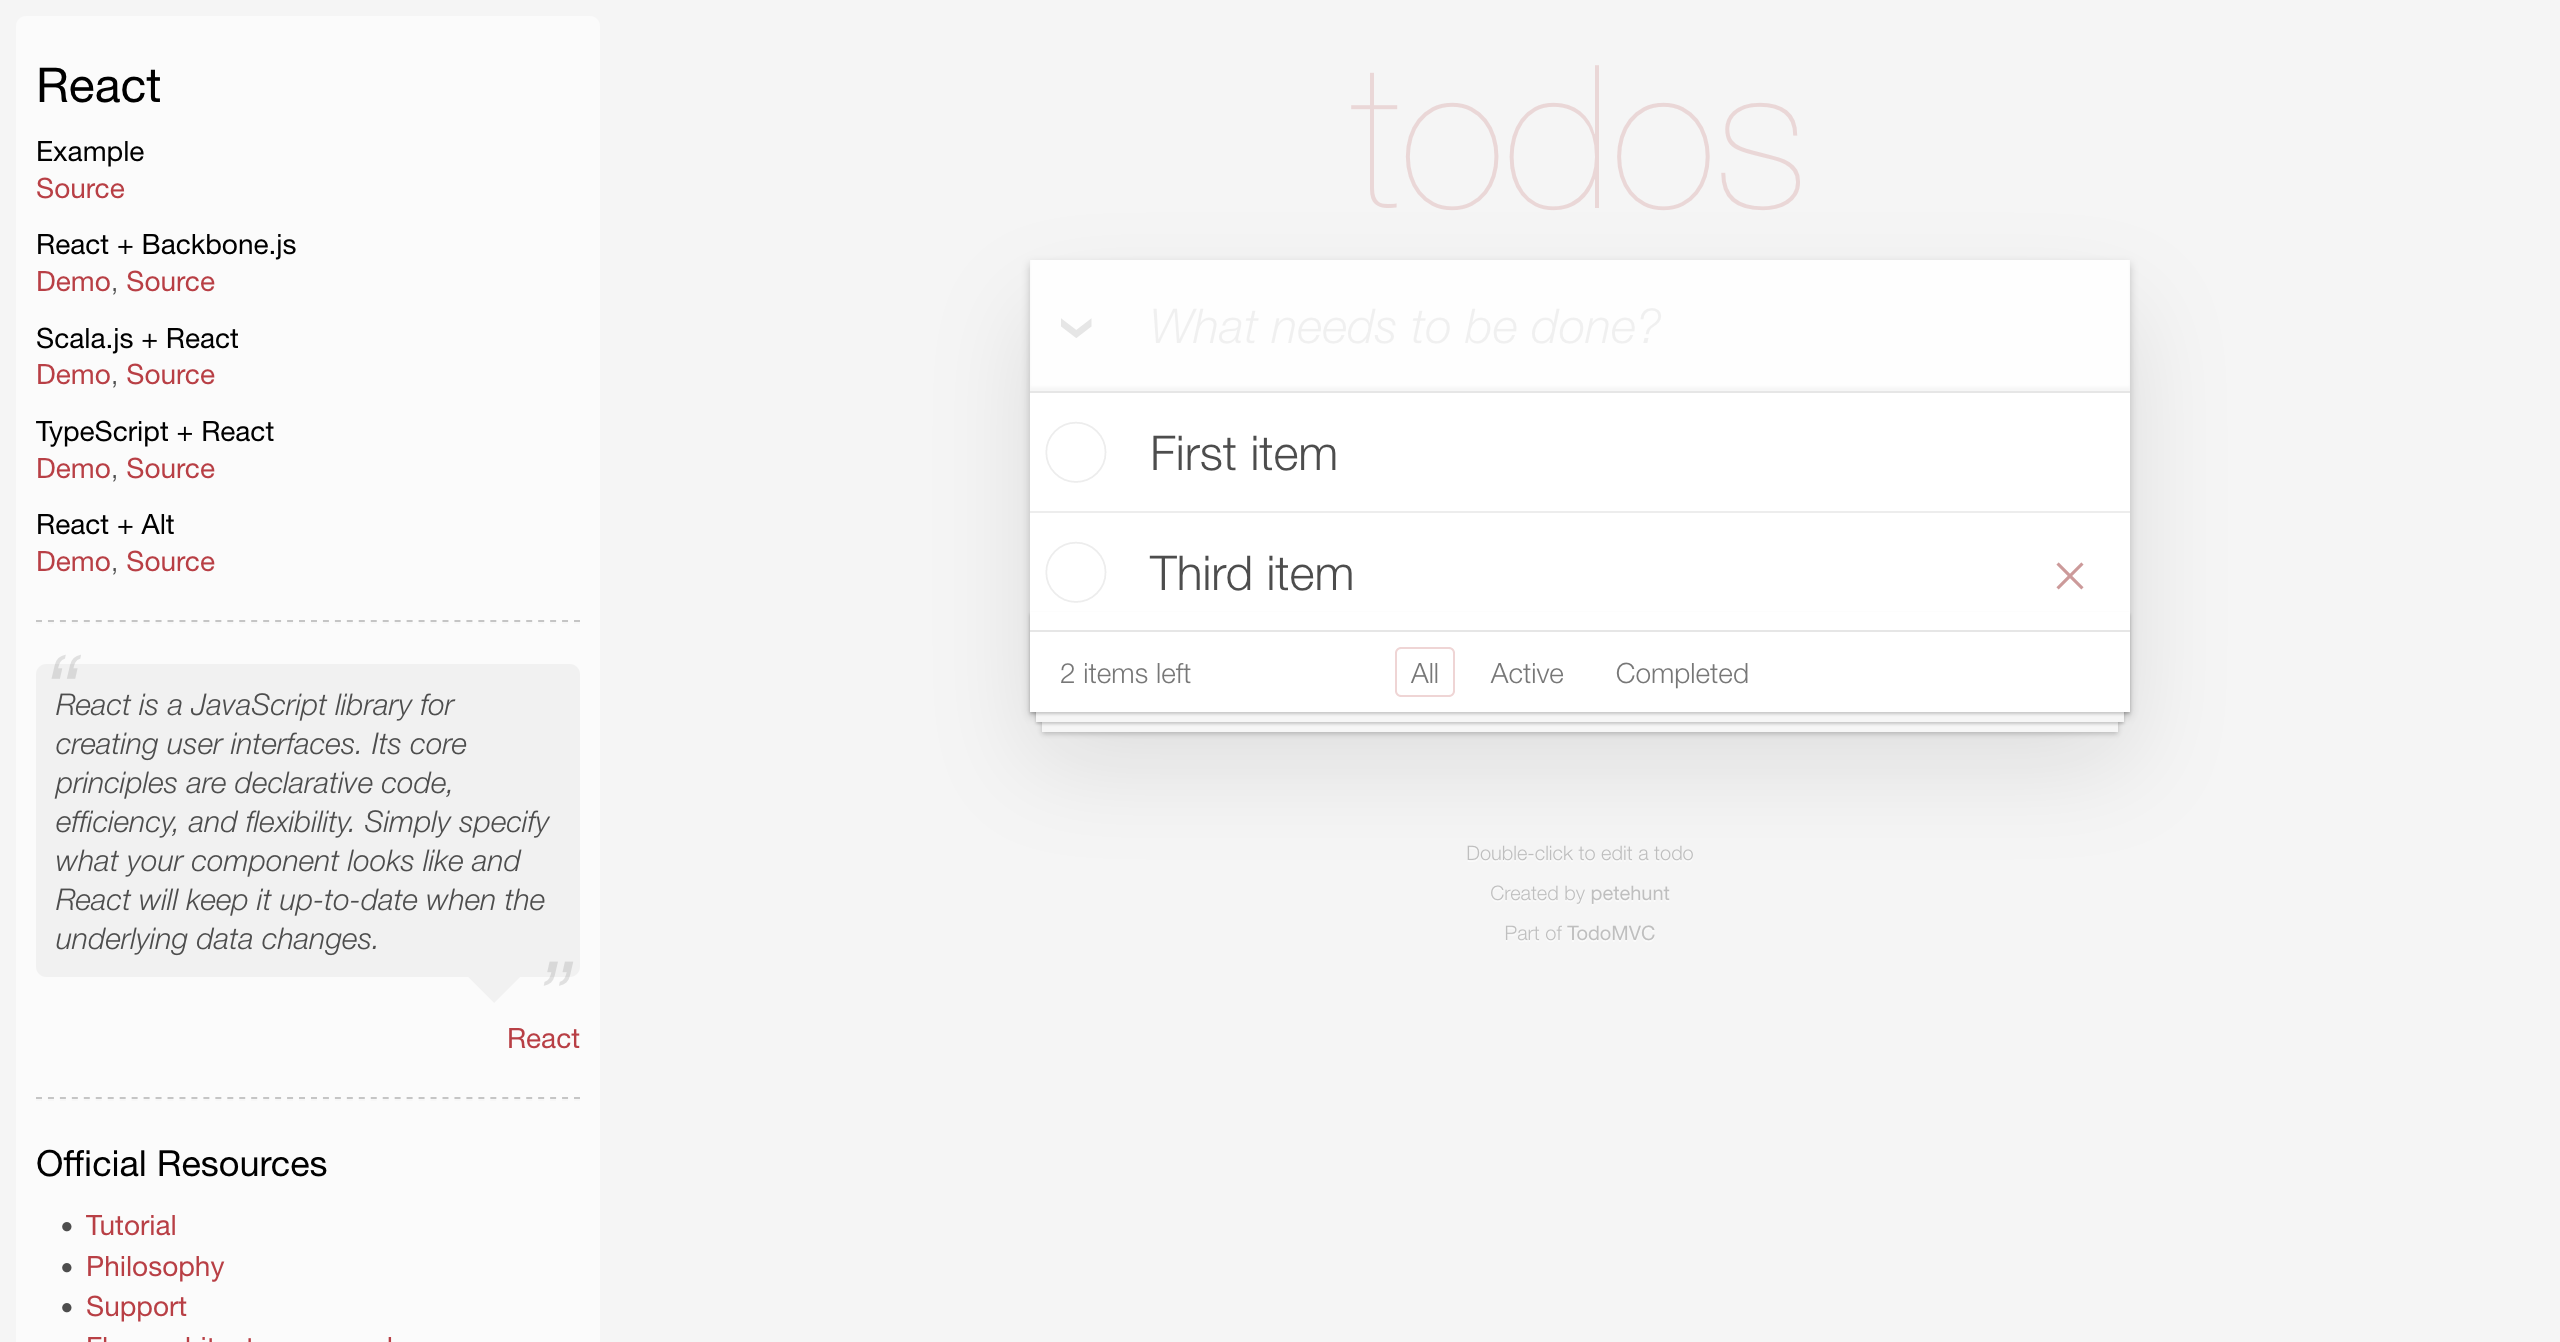 React
Example
Source
React + Backbone.js
Demo, Source
Scala.js + React
Demo, Source
TypeScript + React
Demo, Source
React + Alt
Demo, Source
“
React is a JavaScript library for
creating user interfaces. Its core
principles are declarative code,
efficiency, and flexibility. Simply specify
what your component looks like and
React will keep it up-to-date when the
underlying data changes.
”
React
Official Resources
• Tutorial
• Philosophy
• Support
todos
What needs to be done?
First item
Third item
2 items left All Active Completed
Double-click to edit a todo
Created by petehunt
Part of TodoMVC